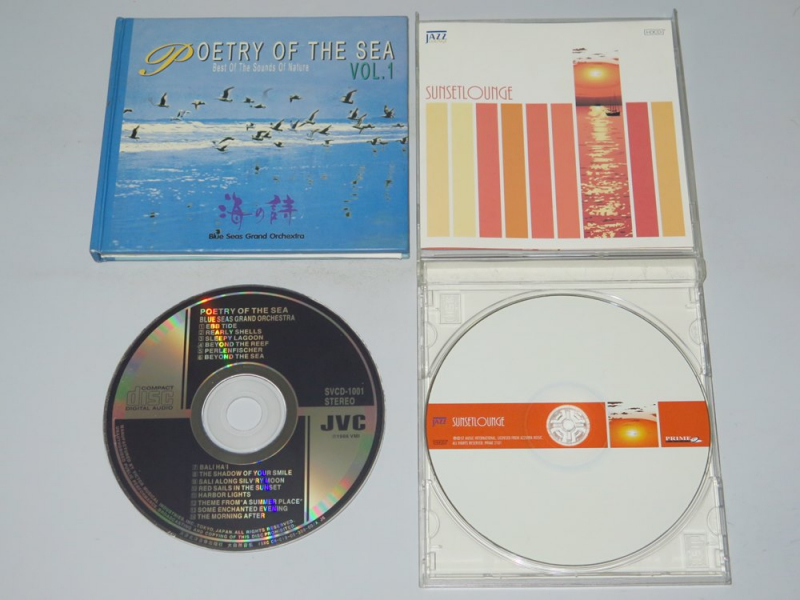 POETRY OF THE SEA
Best Of The Sounds Of Nature
VOL.1
海の詩
Blue Seas Grand Orchextra
JAZZ
SUNSETLOUNGE
POETRY OF THE SEA
BLUE SEAS GRAND ORCHESTRA
EBB TIDE
PEARLY SHELLS
SLEEPY LAGOON
BEYOND THE REEF
PERLENFISCHER
BEYOND THE SEA
COMPACT
disc
DIGITAL AUDIO
SVCD-1001
STEREO
JVC
BALI HA'I
THE SHADOW OF YOUR SMILE
SAIL ALONG SILV'RY MOON
RED SAILS IN THE SUNSET
HARBOR LIGHTS
THEME FROM "A SUMMER PLACE"
SOME ENCHANTED EVENING
THE MORNING AFTER
JAZZ
SUNSETLOUNGE
PRIME